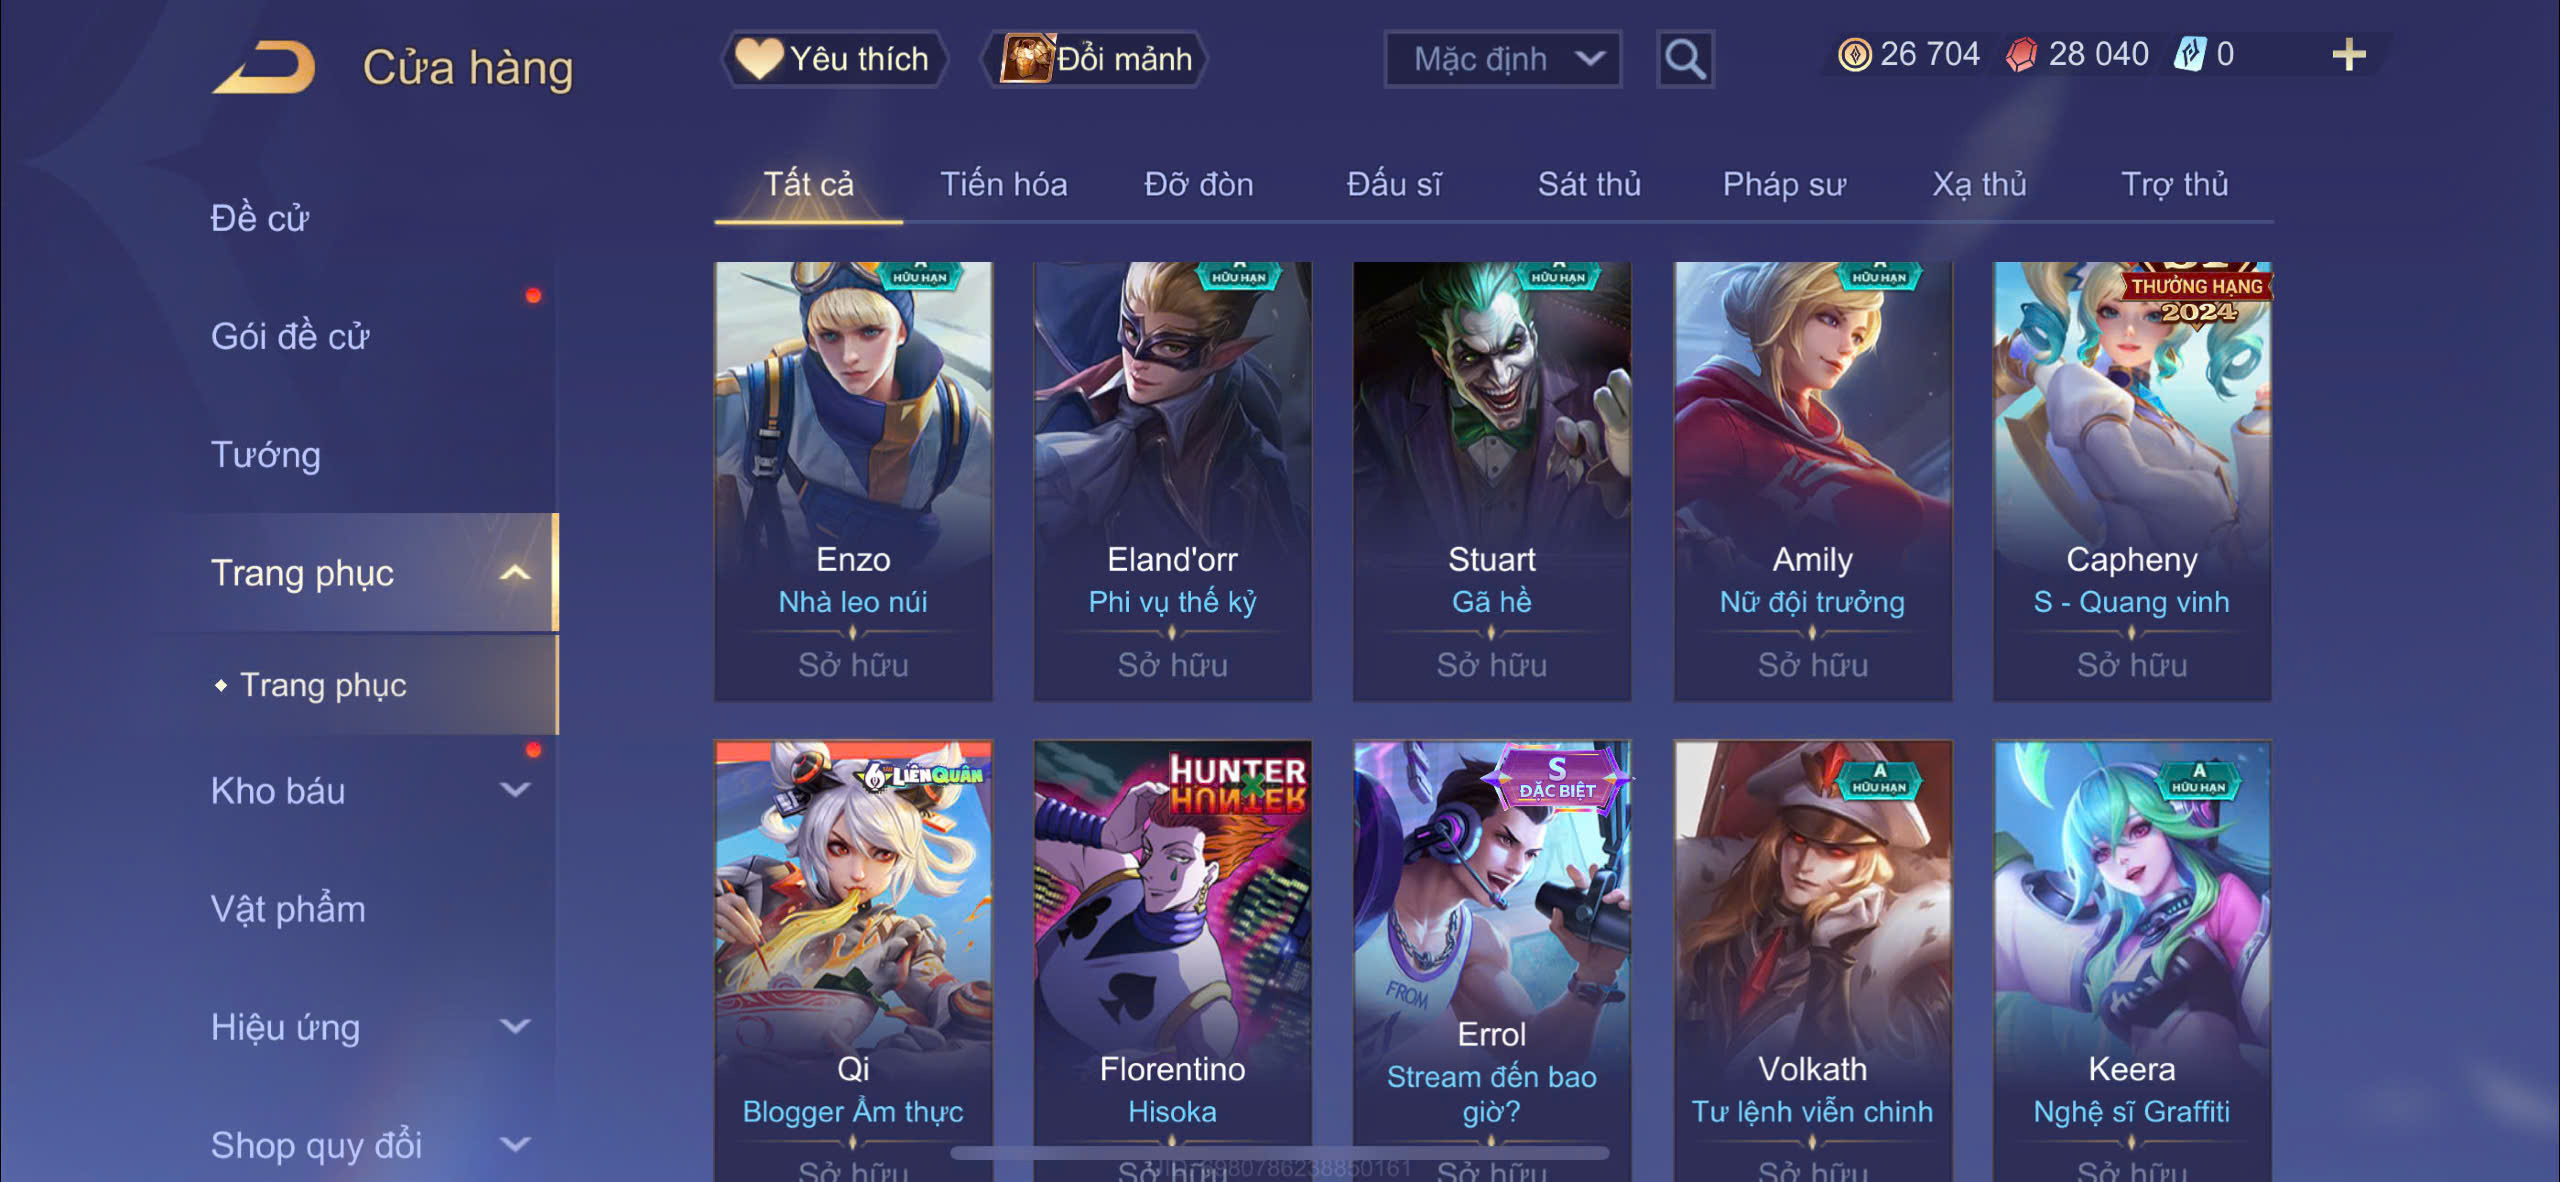 Cửa hàng
Yêu thích
Đổi mảnh
Mặc định
26 704
28 040
0
Tất cả
Tiến hóa
Đỡ đòn
Đấu sĩ
Sát thủ
Pháp sư
Xạ thủ
Trợ thủ
Đề cử
Gói đề cử
Tướng
Trang phục
Trang phục
Kho báu
Vật phẩm
Hiệu ứng
Shop quy đổi
A
HỮU HẠN
Enzo
Nhà leo núi
Sở hữu
A
HỮU HẠN
Eland'orr
Phi vụ thế kỷ
Sở hữu
A
HỮU HẠN
Stuart
Gã hề
Sở hữu
A
HỮU HẠN
Amily
Nữ đội trưởng
Sở hữu
THƯỞNG HẠNG
2024
Capheny
S - Quang vinh
Sở hữu
LIÊN QUÂN
Qi
Blogger Ẩm thực
Sở hữu
HUNTER
X
HUNTER
Florentino
Hisoka
Sở hữu
S
ĐẶC BIỆT
FROM
Errol
Stream đến bao
giờ?
Sở hữu
A
HỮU HẠN
Volkath
Tư lệnh viễn chinh
Sở hữu
A
HỮU HẠN
Keera
Nghệ sĩ Graffiti
Sở hữu